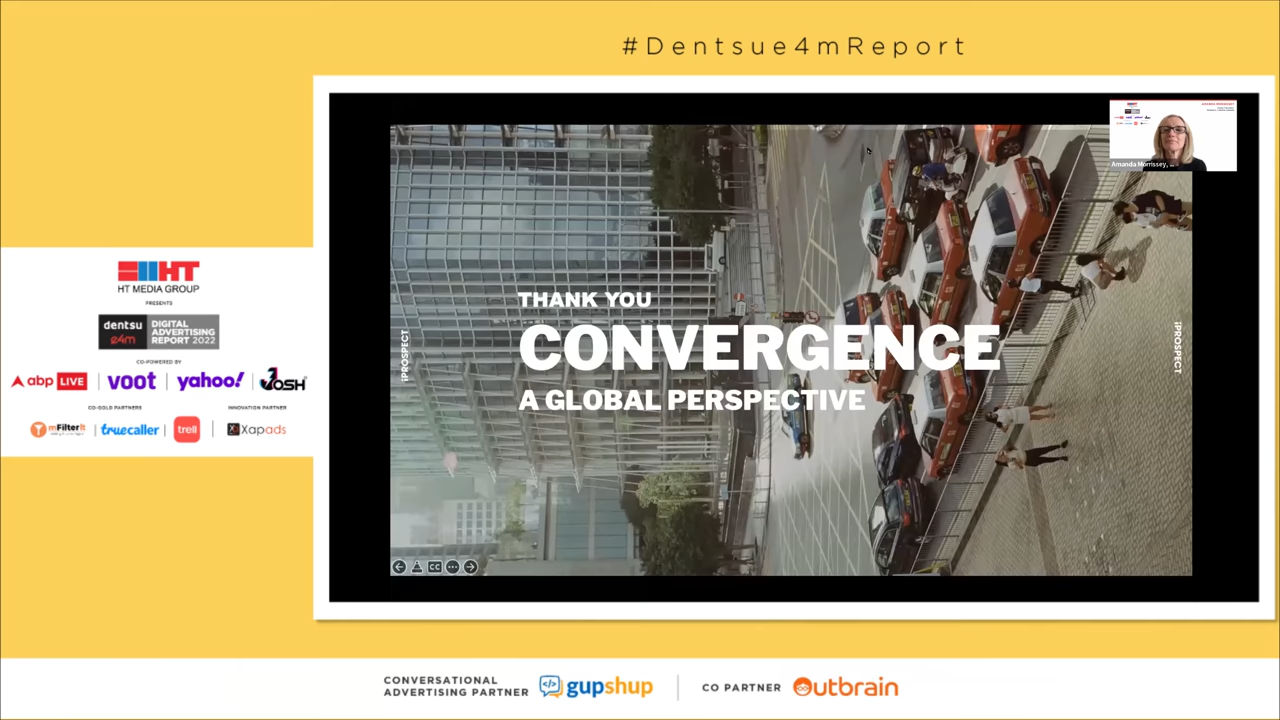 #Dentsue4mReport
Amanda Morrissey, ...
HT
HT MEDIA GROUP
PRESENTS
dentsu
e4m
DIGITAL
ADVERTISING
REPORT 2022
CO-POWERED BY
abp LIVE
voot
yahoo!
JOSH
CO-GOLD PARTNERS
INNOVATION PARTNER
mFilterIt
truecaller
trell
Xapads
iPROSPECT
THANK YOU
CONVERGENCE
A GLOBAL PERSPECTIVE
iPROSPECT
CC
CONVERSATIONAL
ADVERTISING PARTNER
gupshup
CO PARTNER
Outbrain